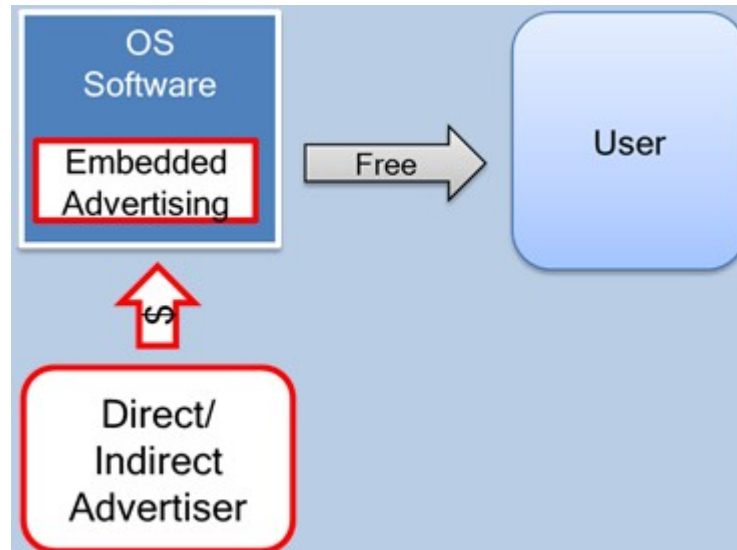 OS
Software
Embedded
Advertising
Free
User
$
Direct/
Indirect
Advertiser